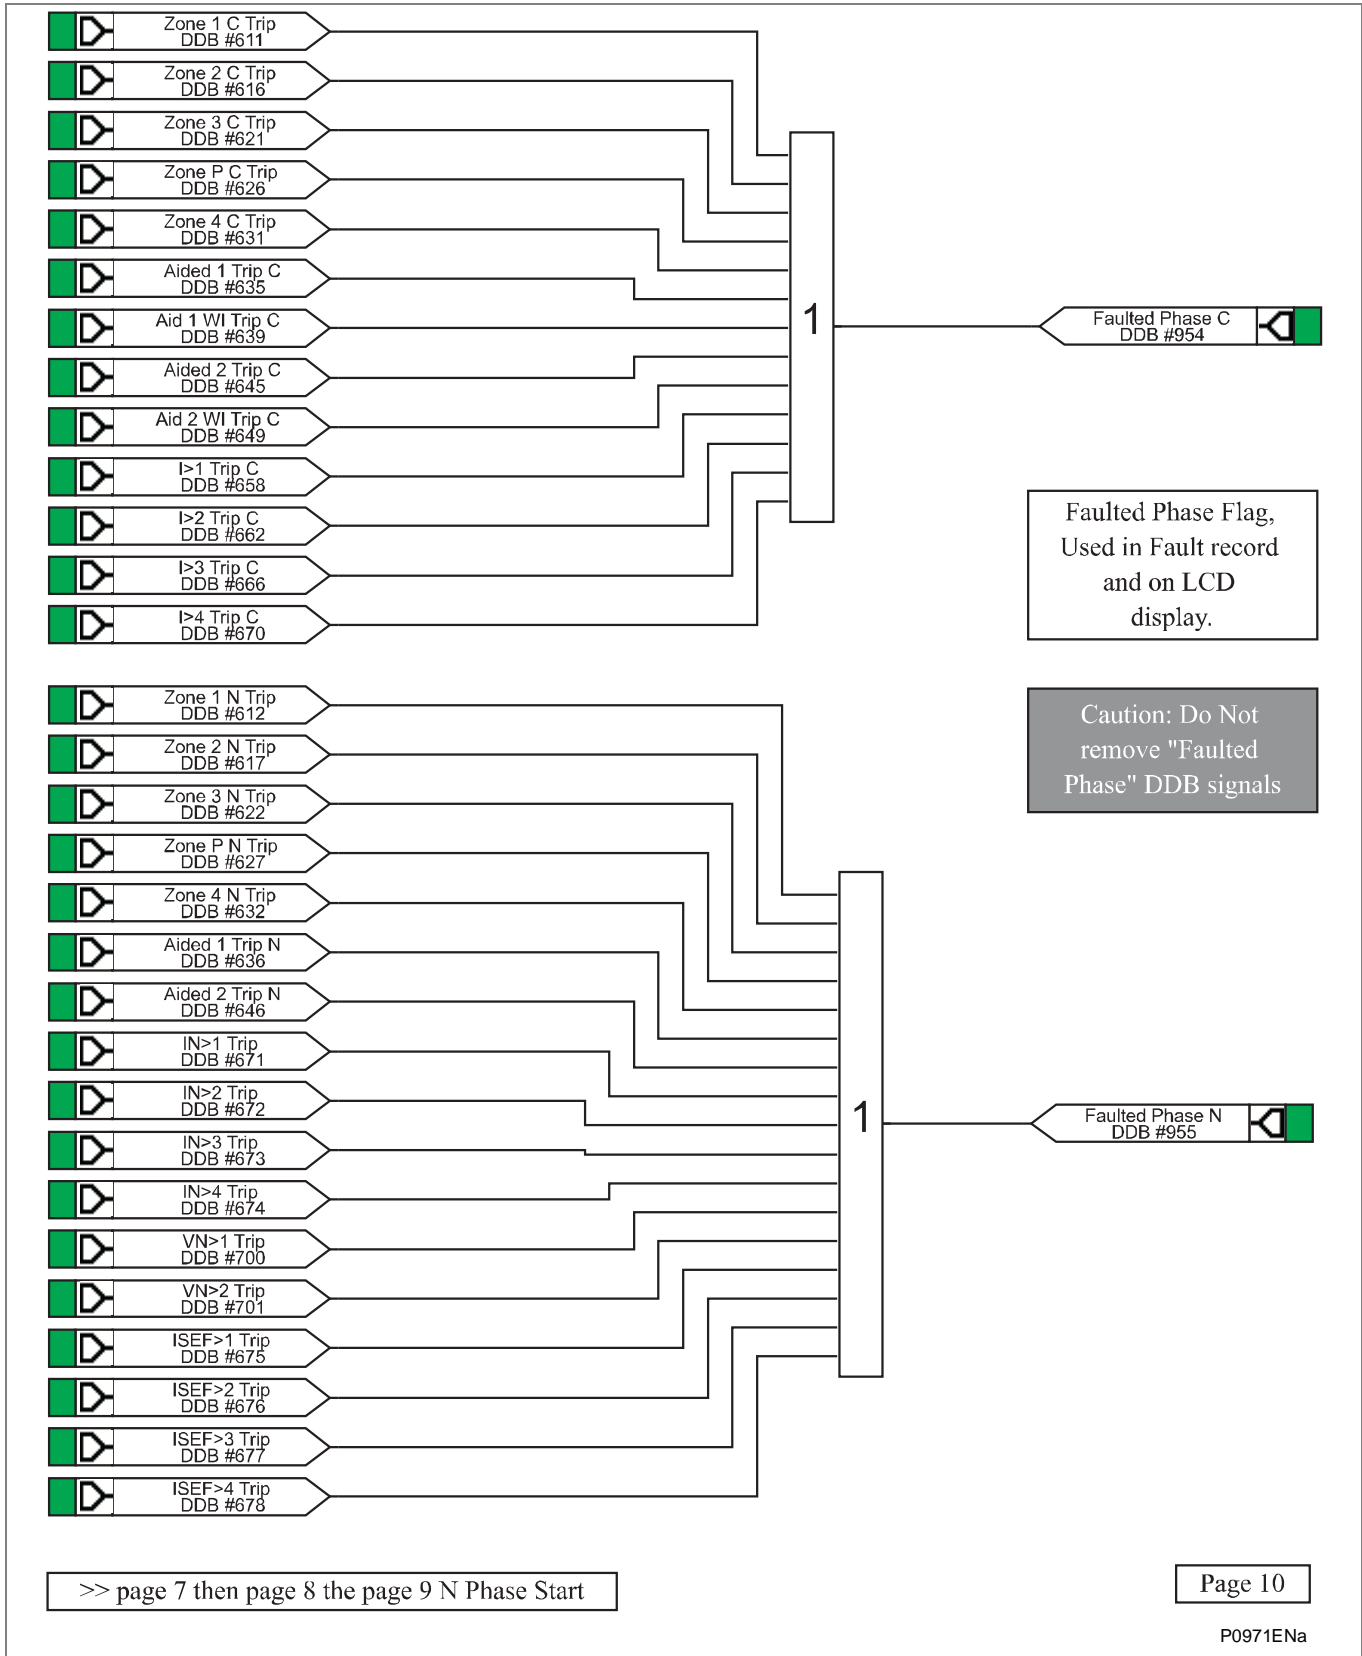 Zone 1 C Trip
DDB #611
Zone 2 C Trip
DDB #616
Zone 3 C Trip
DDB #621
Zone P C Trip
DDB #626
Zone 4 C Trip
DDB #631
Aided 1 Trip C
DDB #635
Aid 1 WI Trip C
DDB #639
Aided 2 Trip C
DDB #645
Aid 2 WI Trip C
DDB #649
I>1 Trip C
DDB #658
I>2 Trip C
DDB #662
I>3 Trip C
DDB #666
I>4 Trip C
DDB #670
1
Faulted Phase C
DDB #954
Faulted Phase Flag,
Used in Fault record
and on LCD
display.
Caution: Do Not
remove "Faulted
Phase" DDB signals
Zone 1 N Trip
DDB #612
Zone 2 N Trip
DDB #617
Zone 3 N Trip
DDB #622
Zone P N Trip
DDB #627
Zone 4 N Trip
DDB #632
Aided 1 Trip N
DDB #636
Aided 2 Trip N
DDB #646
IN>1 Trip
DDB #671
IN>2 Trip
DDB #672
IN>3 Trip
DDB #673
IN>4 Trip
DDB #674
VN>1 Trip
DDB #700
VN>2 Trip
DDB #701
ISEF>1 Trip
DDB #675
ISEF>2 Trip
DDB #676
ISEF>3 Trip
DDB #677
ISEF>4 Trip
DDB #678
1
Faulted Phase N
DDB #955
>> page 7 then page 8 the page 9 N Phase Start
Page 10
P0971ENa